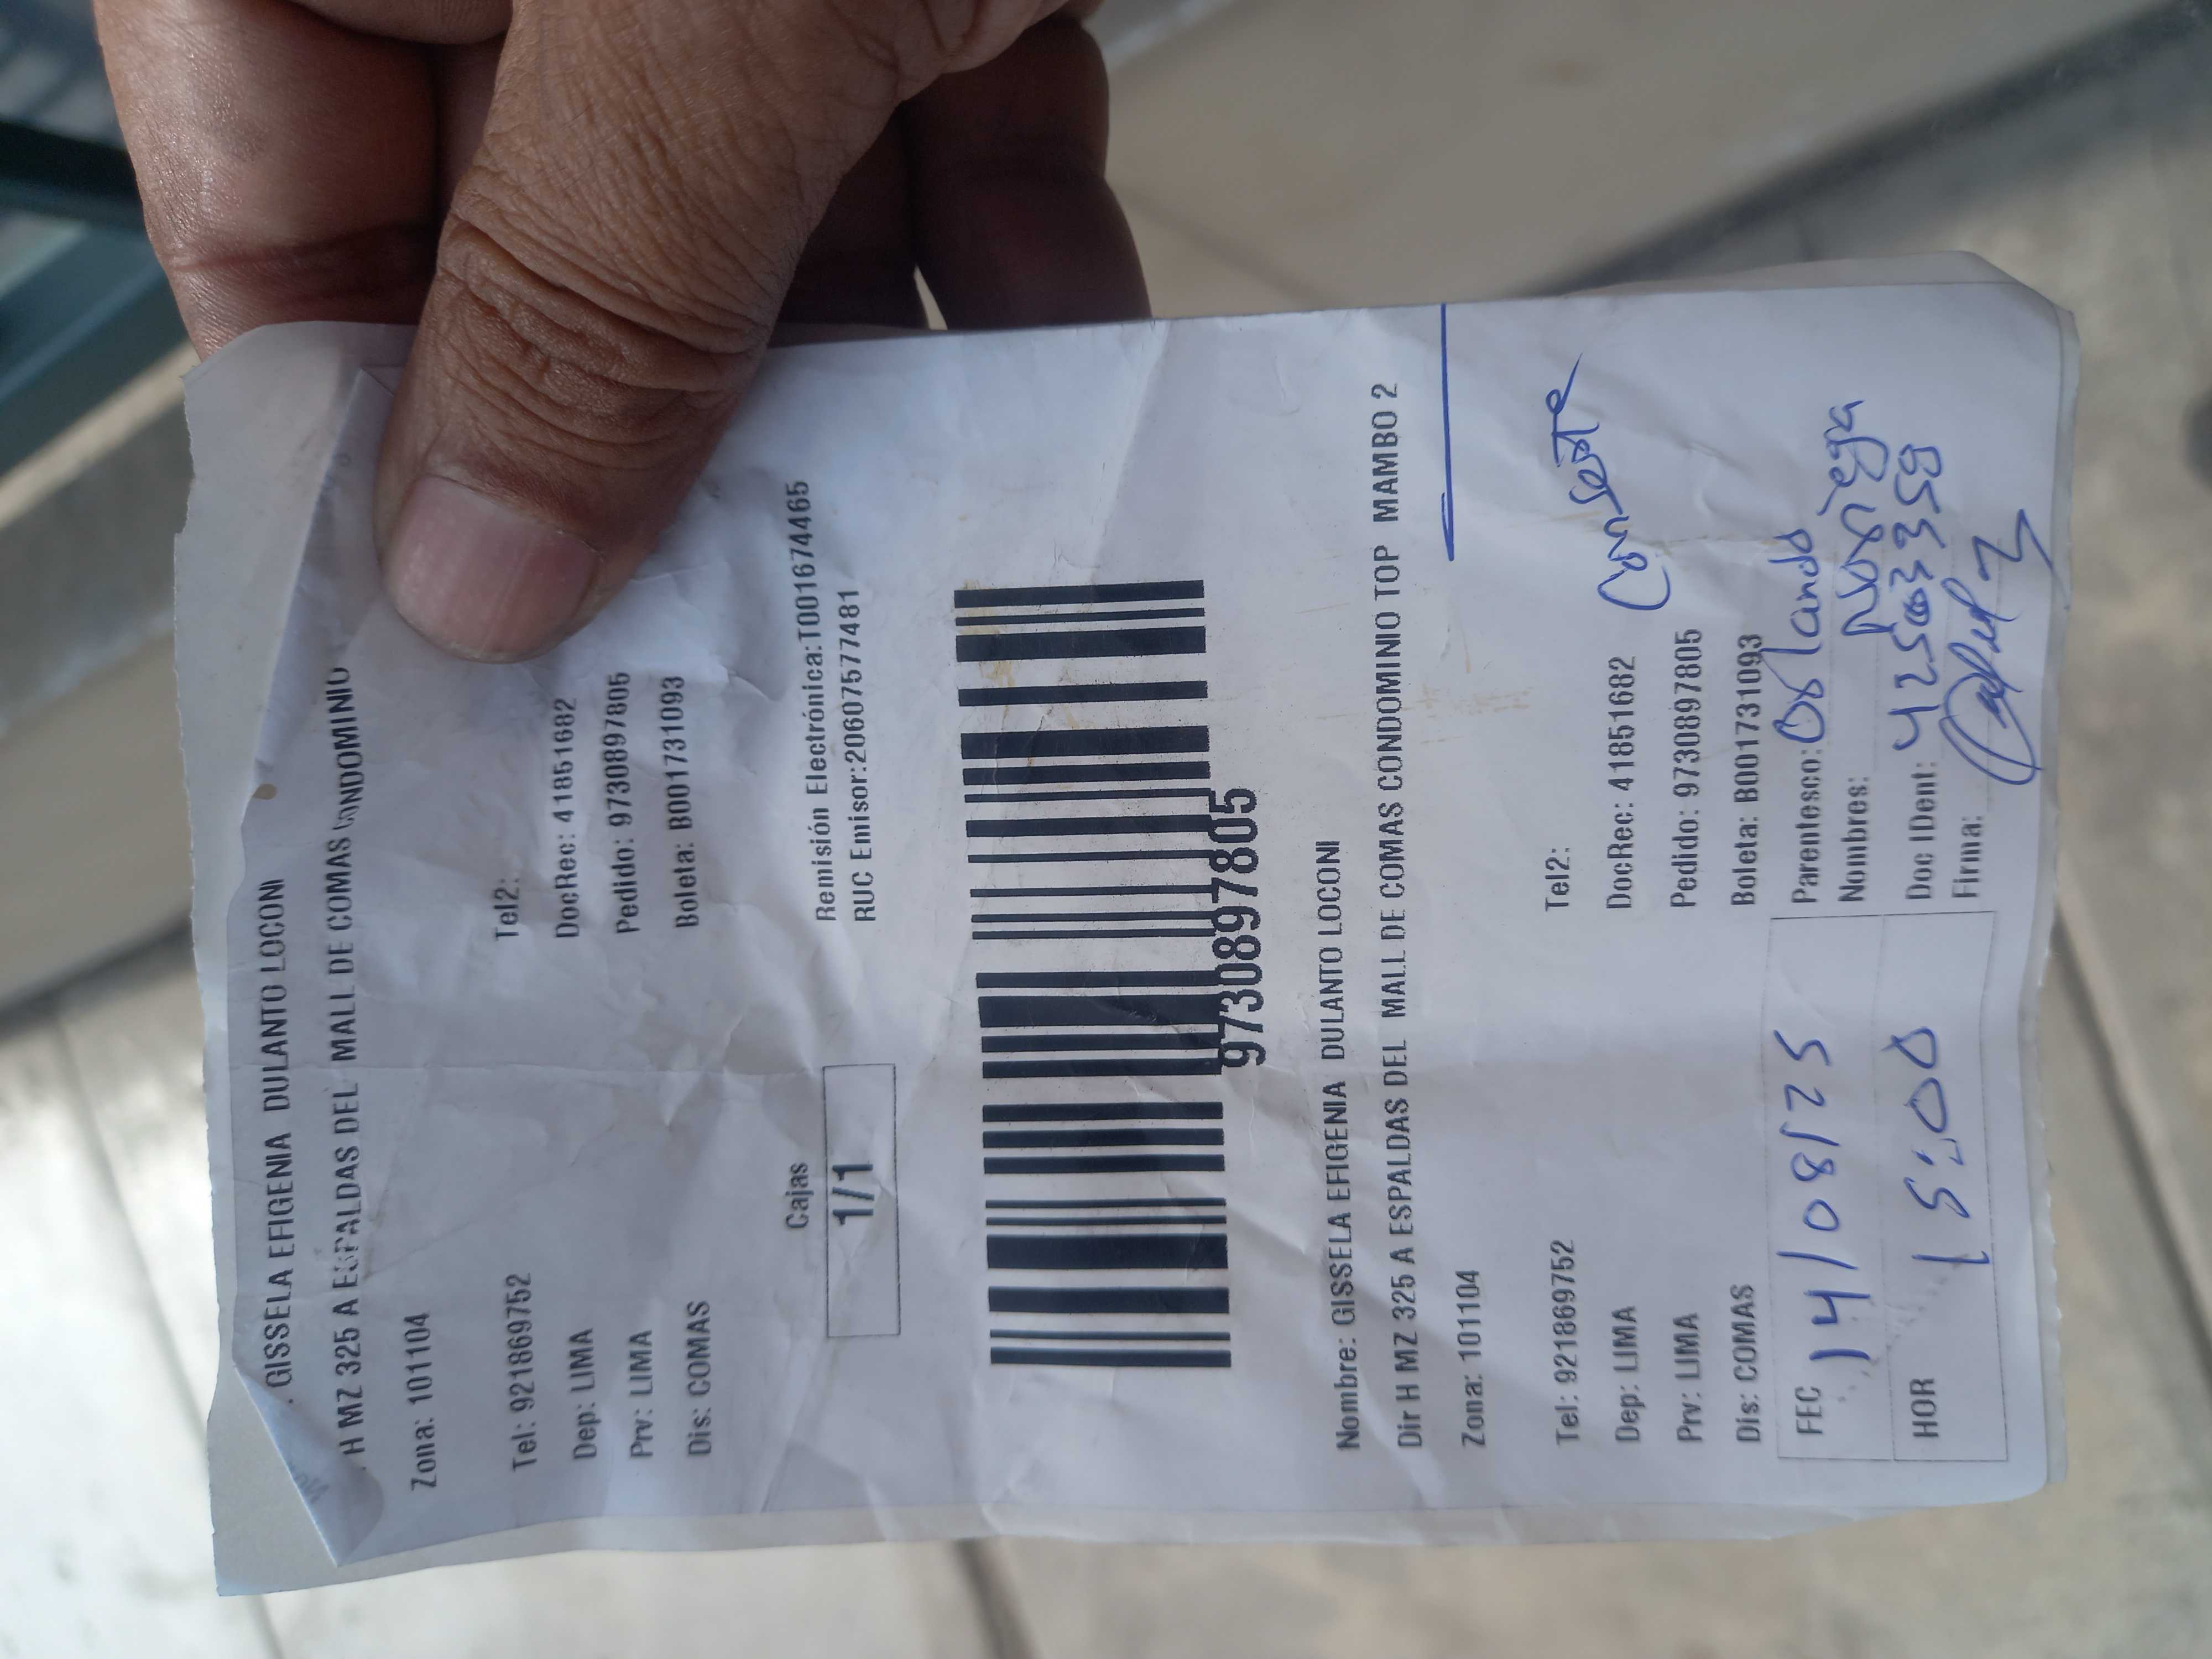 GISSELA EFIGENIA DULANTO LOCONI
H MZ 325 A ESPALDAS DEL MALL DE COMAS CONDOMINIO
Zona: 101104
Tel: 921869752 Tel2:
Dep: LIMA DocRec: 41851682
Prv: LIMA Pedido: 9730897805
Dis: COMAS Boleta: B001731093
Cajas Remisión Electrónica:T001674465
1/1 RUC Emisor:20607577481
9730897805
Nombre: GISSELA EFIGENIA DULANTO LOCONI
Dir H MZ 325 A ESPALDAS DEL MALL DE COMAS CONDOMINIO TOP MAMBO 2
Zona: 101104
Tel: 921869752 Tel2:
Dep: LIMA DocRec: 41851682 Conserte
Prv: LIMA Pedido: 9730897805
Dis: COMAS Boleta: B001731093
FEC 14/08/25 Parentesco: Orlando
Nombres: Noriega
HOR 15:00 Doc IDent:
Firma: